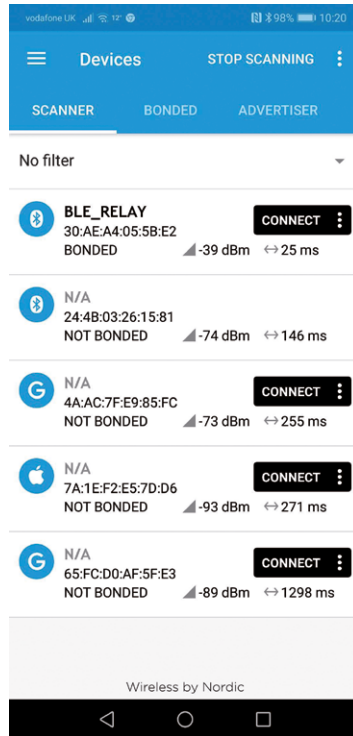 vodafone UK 12° 98% 10:20
Devices STOP SCANNING
SCANNER BONDED ADVERTISER
No filter
BLE_RELAY
CONNECT
30:AE:A4:05:5B:E2
BONDED -39 dBm 25 ms
N/A
24:4B:03:26:15:81
NOT BONDED -74 dBm 146 ms
N/A
CONNECT
4A:AC:7F:E9:85:FC
NOT BONDED -73 dBm 255 ms
N/A
CONNECT
7A:1E:F2:E5:7D:D6
NOT BONDED -93 dBm 271 ms
N/A
CONNECT
65:FC:D0:AF:5F:E3
NOT BONDED -89 dBm 1298 ms
Wireless by Nordic